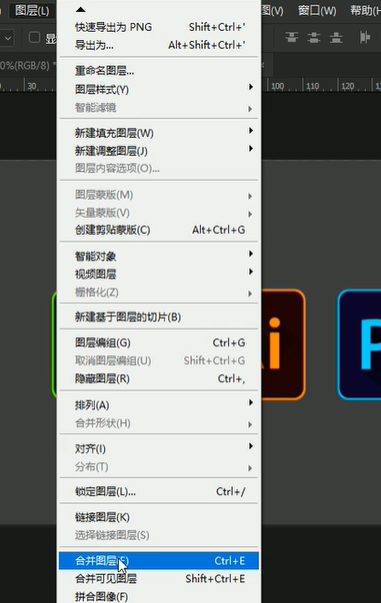 图层(L)
图(V)
窗口(W)
帮助(H
0%(RGB/8) *
30
100
110
120
快速导出为 PNG Shift+Ctrl+'
导出为... Alt+Shift+Ctrl+'
重命名图层...
图层样式(Y)
智能滤镜
新建填充图层(W)
新建调整图层(J)
图层内容选项(O)...
图层蒙版(M)
矢量蒙版(V)
创建剪贴蒙版(C) Alt+Ctrl+G
智能对象
视频图层
栅格化(Z)
新建基于图层的切片(B)
图层编组(G) Ctrl+G
取消图层编组(U) Shift+Ctrl+G
隐藏图层(R) Ctrl+,
排列(A)
合并形状(H)
对齐(I)
分布(T)
锁定图层(L)... Ctrl+/
链接图层(K)
选择链接图层(S)
合并图层(E) Ctrl+E
合并可见图层 Shift+Ctrl+E
拼合图像(F)
i
P